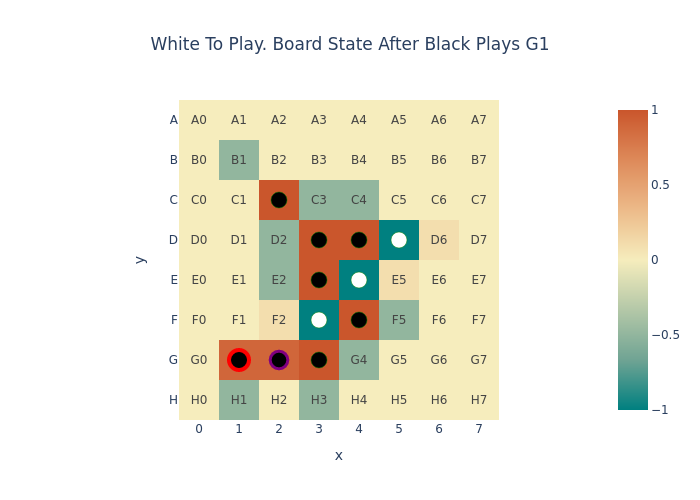 White To Play. Board State After Black Plays G1
A A0 A1 A2 A3 A4 A5 A6 A7
B B0 B1 B2 B3 B4 B5 B6 B7
C C0 C1 C3 C4 C5 C6 C7
D D0 D1 D2 D6 D7
E E0 E1 E2 E5 E6 E7
F F0 F1 F2 F5 F6 F7
G G0 G4 G5 G6 G7
H H0 H1 H2 H3 H4 H5 H6 H7
0 1 2 3 4 5 6 7
x
y
1
0.5
0
−0.5
−1